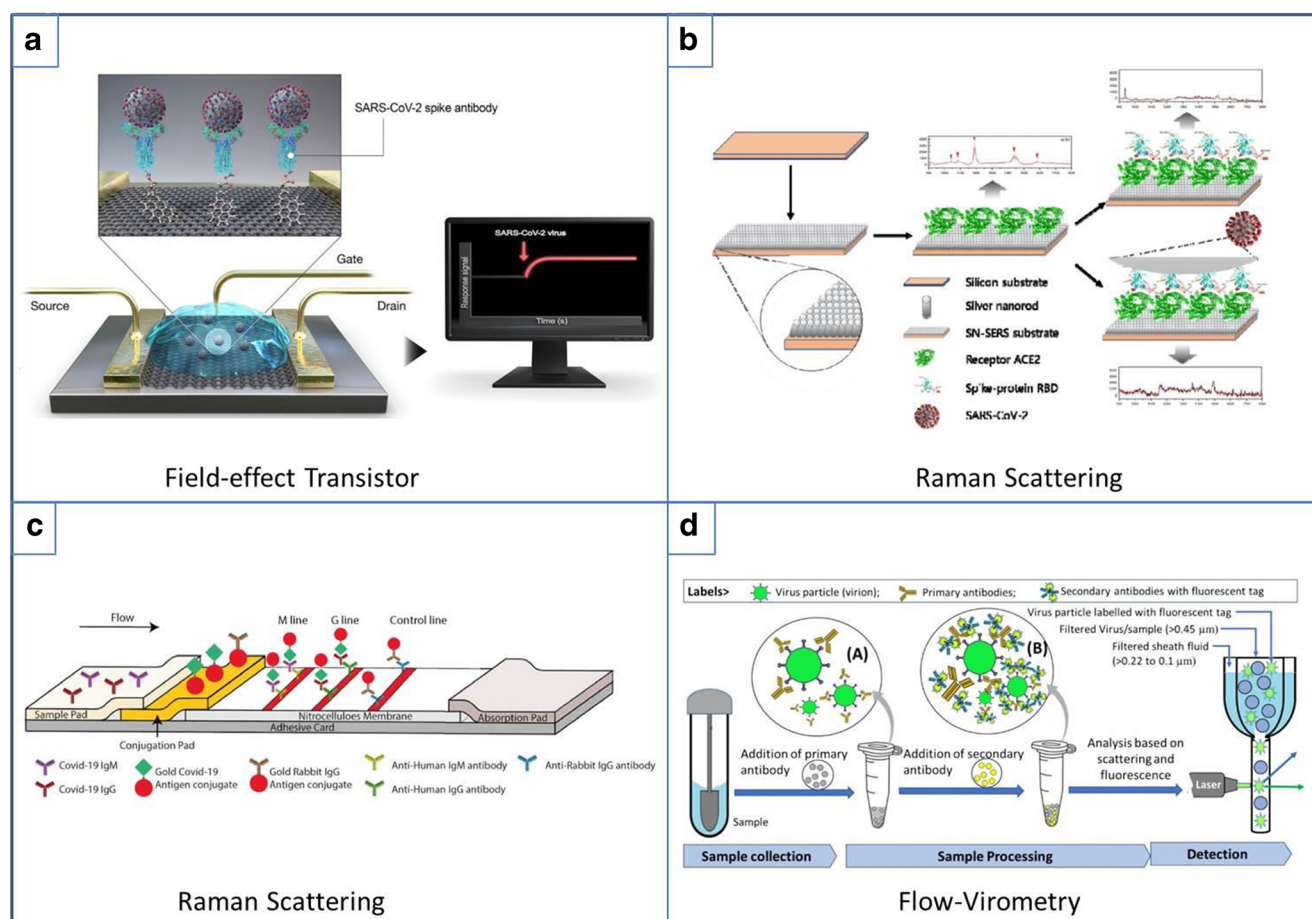 a
SARS-CoV-2 spike antibody
Gate
Source
Drain
SARS-CoV-2 virus
Response signal
Time (s)
Field-effect Transistor
b
Silicon substrate
Silver nanorod
SN-SERS substrate
Receptor ACE2
Spike-protein RBD
SARS-CoV-2
Raman Scattering
c
Flow
M line
G line
Control line
Sample Pad
Nitrocelluloes Membrane
Absorption Pad
Adhesive Card
Conjugation Pad
Covid-19 IgM
Covid-19 IgG
Gold Covid-19
Antigen conjugate
Gold Rabbit IgG
Antigen conjugate
Anti-Human IgM antibody
Anti-Human IgG antibody
Anti-Rabbit IgG antibody
Raman Scattering
d
Labels>
Virus particle (virion);
Primary antibodies;
Secondary antibodies with fluorescent tag
Virus particle labelled with fluorescent tag
Filtered Virus/sample (>0.45 μm)
Filtered sheath fluid
(>0.22 to 0.1 μm)
(A)
(B)
Addition of primary
antibody
Addition of secondary
antibody
Analysis based on
scattering and
fluorescence
Laser
Sample
Sample collection
Sample Processing
Detection
Flow-Virometry